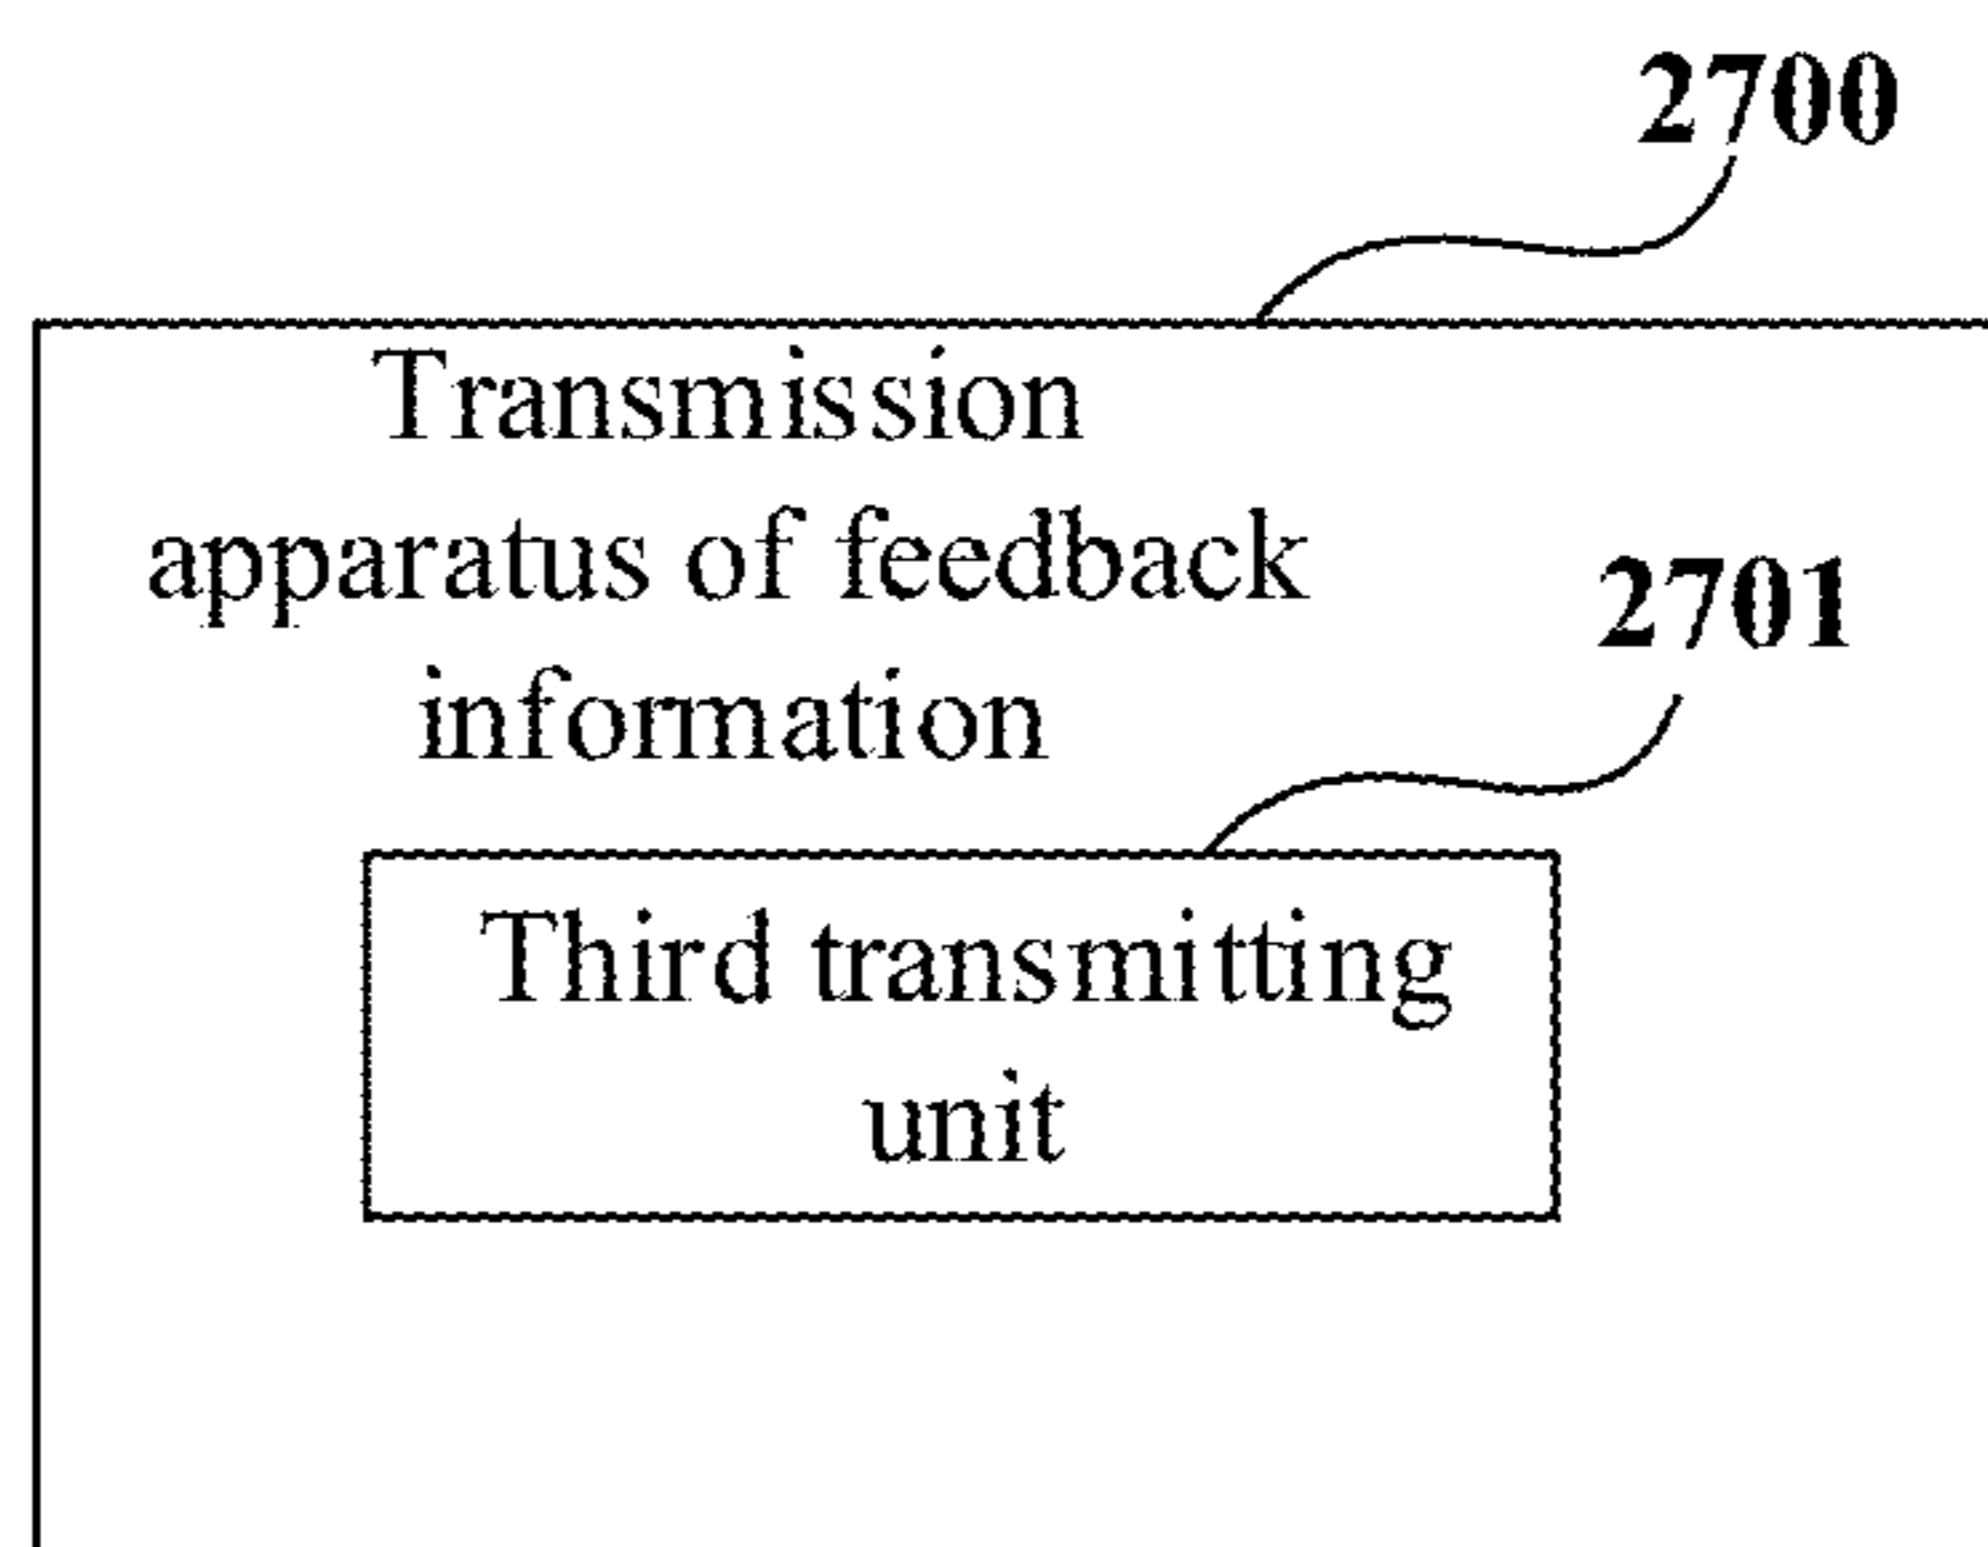 2700
Transmission
apparatus of feedback
2701
information
Third transmitting
unit